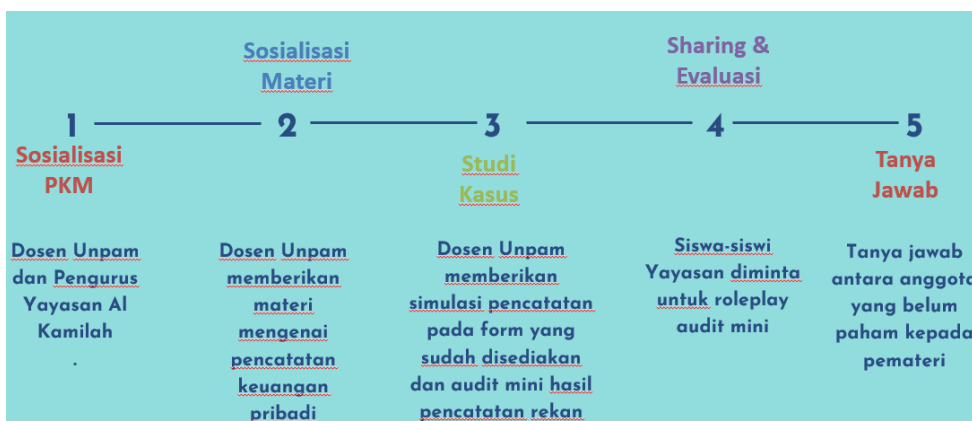 Sosialisasi
Materi
Sharing &
Evaluasi
1
2
3
4
5
Sosialisasi
PKM
Studi
Kasus
Tanya
Jawab
Dosen Unpam
dan Pengurus
Yayasan Al
Kamilah
.
Dosen Unpam
memberikan
materi
mengenai
pencatatan
keuangan
pribadi
Dosen Unpam
memberikan
simulasi pencatatan
pada form yang
sudah disediakan
dan audit mini hasil
pencatatan rekan
Siswa-siswi
Yayasan diminta
untuk roleplay
audit mini
Tanya jawab
antara anggota
yang belum
paham kepada
pemateri